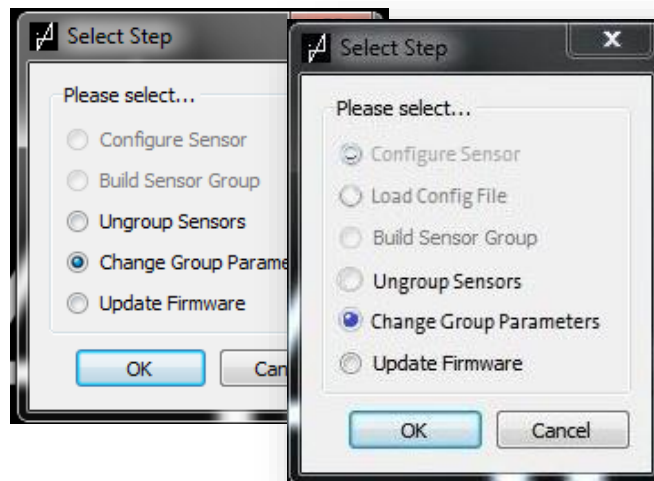 Select Step
Please select...
Configure Sensor
Build Sensor Group
Ungroup Sensors
Change Group Parame
Update Firmware
OK
Can
Select Step
Please select...
Configure Sensor
Load Config File
Build Sensor Group
Ungroup Sensors
Change Group Parameters
Update Firmware
OK
Cancel